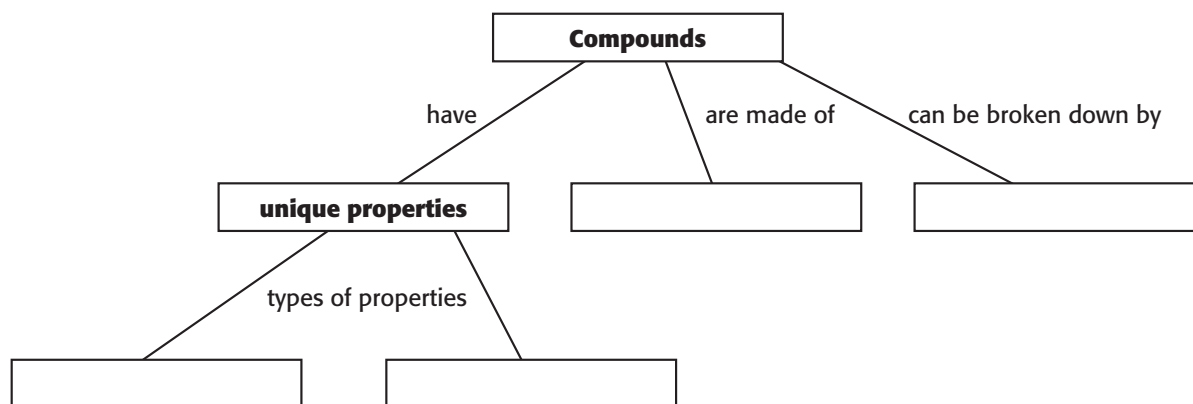 Compounds
have
are made of
can be broken down by
unique properties
types of properties